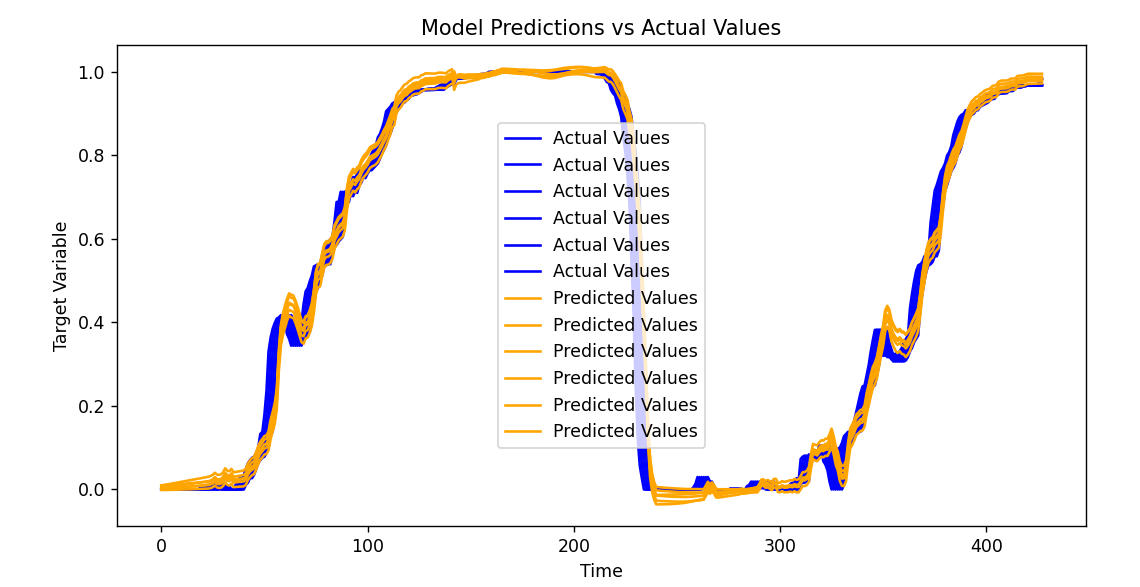 Model Predictions vs Actual Values
Target Variable
1.0
0.8
0.6
0.4
0.2
0.0
Actual Values
Actual Values
Actual Values
Actual Values
Actual Values
Actual Values
Predicted Values
Predicted Values
Predicted Values
Predicted Values
Predicted Values
Predicted Values
0
100
200
300
400
Time